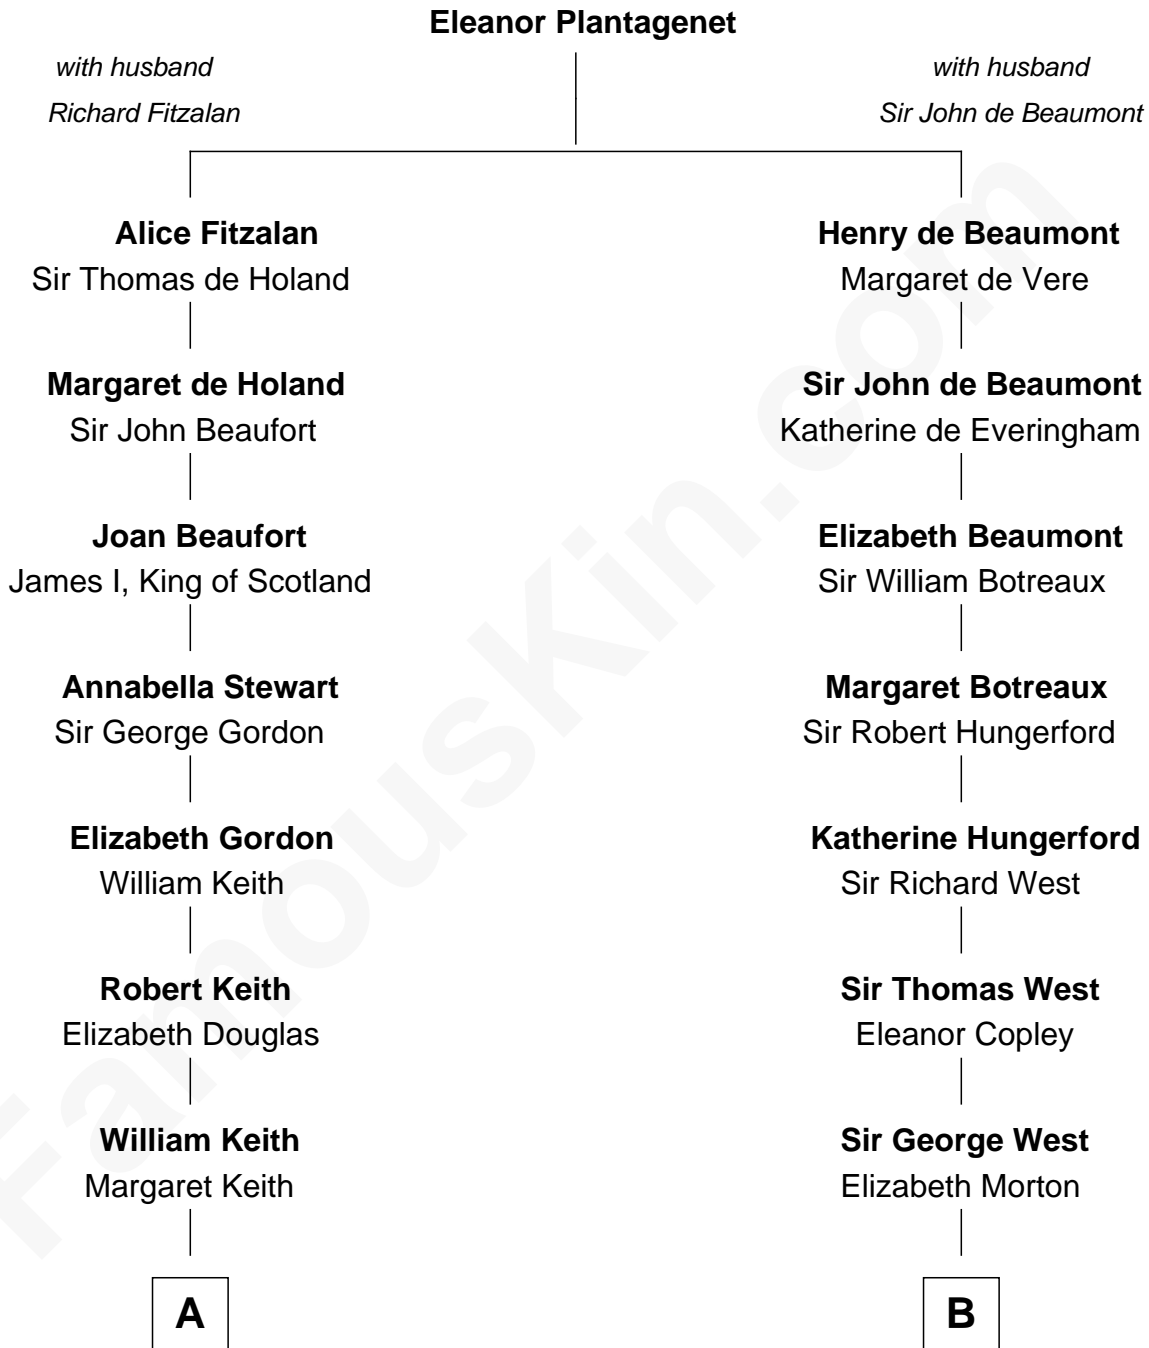 Eleanor Plantagenet
with husband
Richard Fitzalan
with husband
Sir John de Beaumont
Alice Fitzalan
Sir Thomas de Holand
Margaret de Holand
Sir John Beaufort
Joan Beaufort
James I, King of Scotland
Annabella Stewart
Sir George Gordon
Elizabeth Gordon
William Keith
Robert Keith
Elizabeth Douglas
William Keith
Margaret Keith
A
Henry de Beaumont
Margaret de Vere
Sir John de Beaumont
Katherine de Everingham
Elizabeth Beaumont
Sir William Botreaux
Margaret Botreaux
Sir Robert Hungerford
Katherine Hungerford
Sir Richard West
Sir Thomas West
Eleanor Copley
Sir George West
Elizabeth Morton
B
FamousKin.com